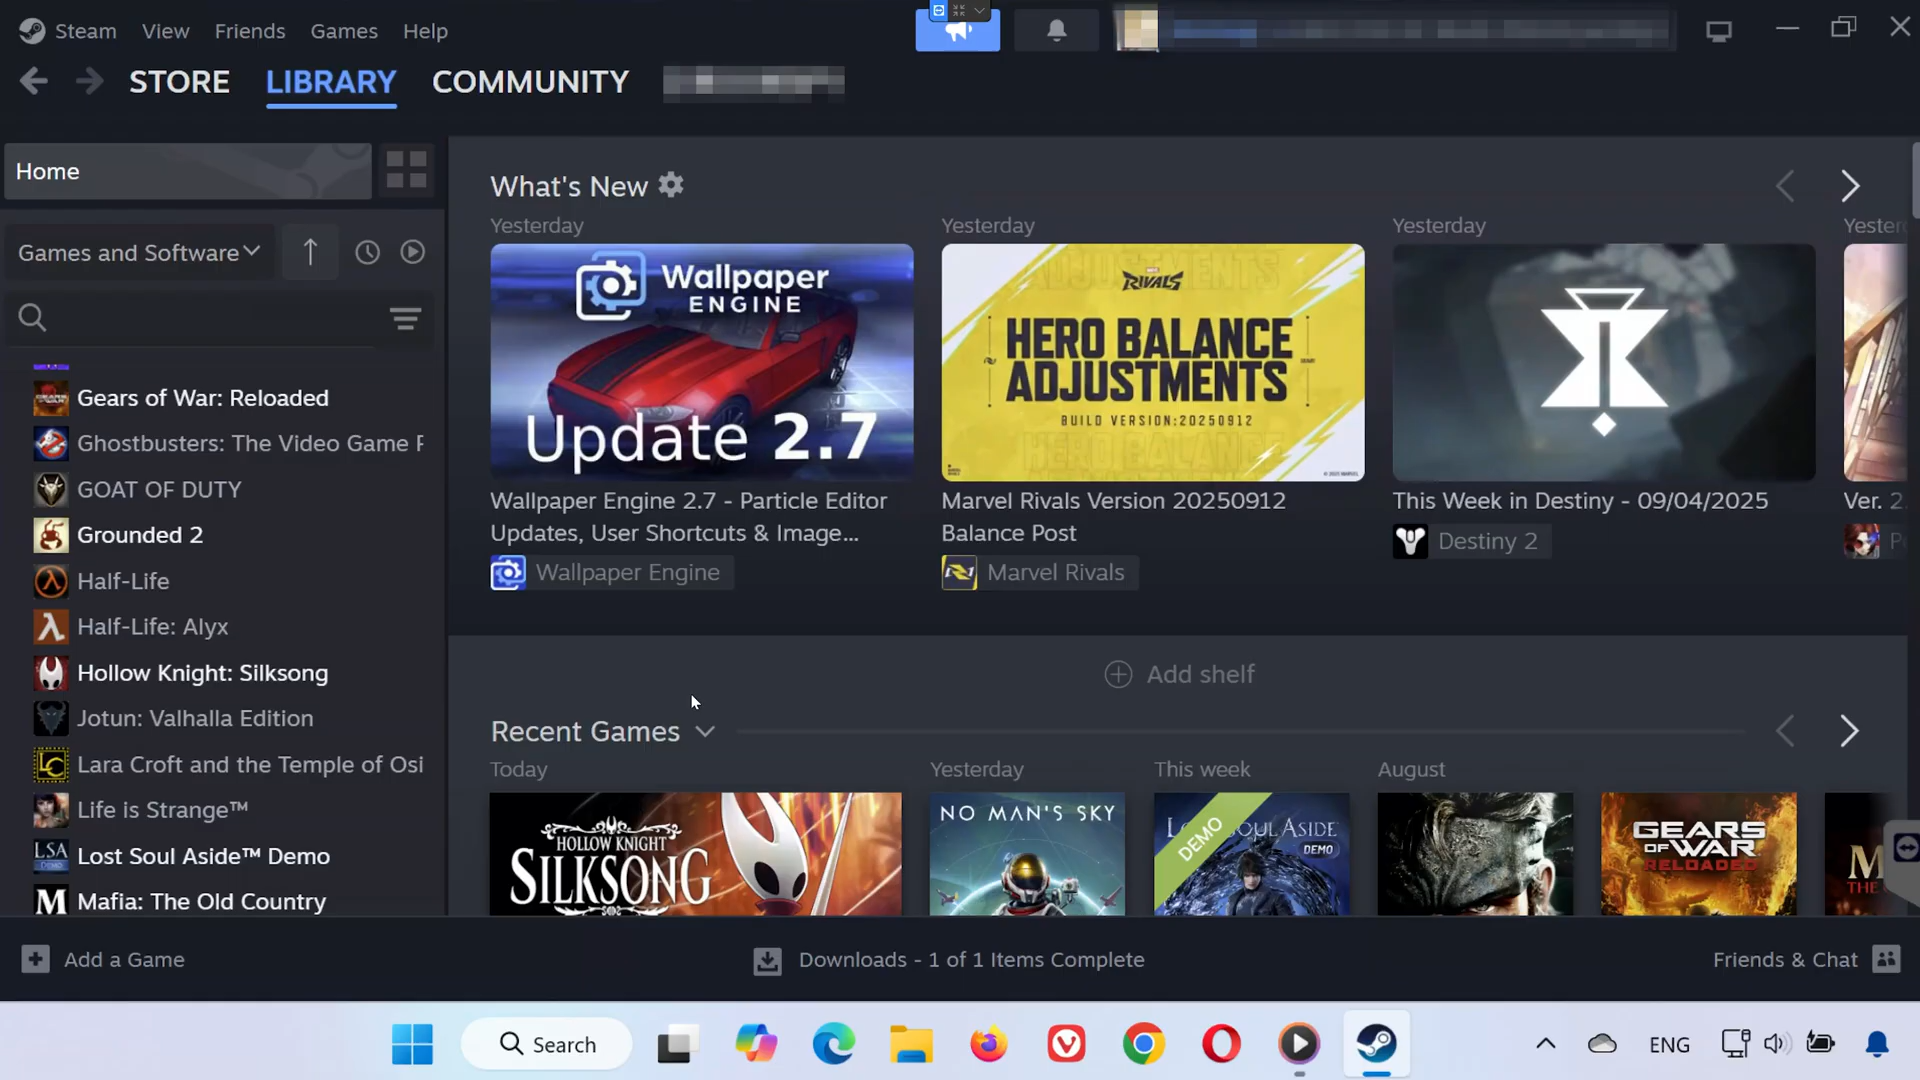 Steam View Friends Games Help
STORE LIBRARY COMMUNITY
Home
Games and Software
Gears of War: Reloaded
Ghostbusters: The Video Game
GOAT OF DUTY
Grounded 2
Half-Life
Half-Life: Alyx
Hollow Knight: Silksong
Jotun: Valhalla Edition
Lara Croft and the Temple of Osi
Life is Strange™
Lost Soul Aside™ Demo
Mafia: The Old Country
What's New
Yesterday
Wallpaper
ENGINE
Update 2.7
Wallpaper Engine 2.7 - Particle Editor
Updates, User Shortcuts & Image...
Wallpaper Engine
Yesterday
RIVALS
HERO BALANCE
ADJUSTMENTS
BUILD VERSION:20250912
Marvel Rivals Version 20250912
Balance Post
Marvel Rivals
Yesterday
This Week in Destiny - 09/04/2025
Destiny 2
Yester
Ver. 2
Add shelf
Recent Games
Today
HOLLOW KNIGHT
SILKSONG
Yesterday
NO MAN'S SKY
This week
DEMO
LOST SOUL ASIDE
DEMO
August
GEARS
OF WAR
RELOADED
M
THE
Add a Game
Downloads - 1 of 1 Items Complete
Friends & Chat
Search
ENG